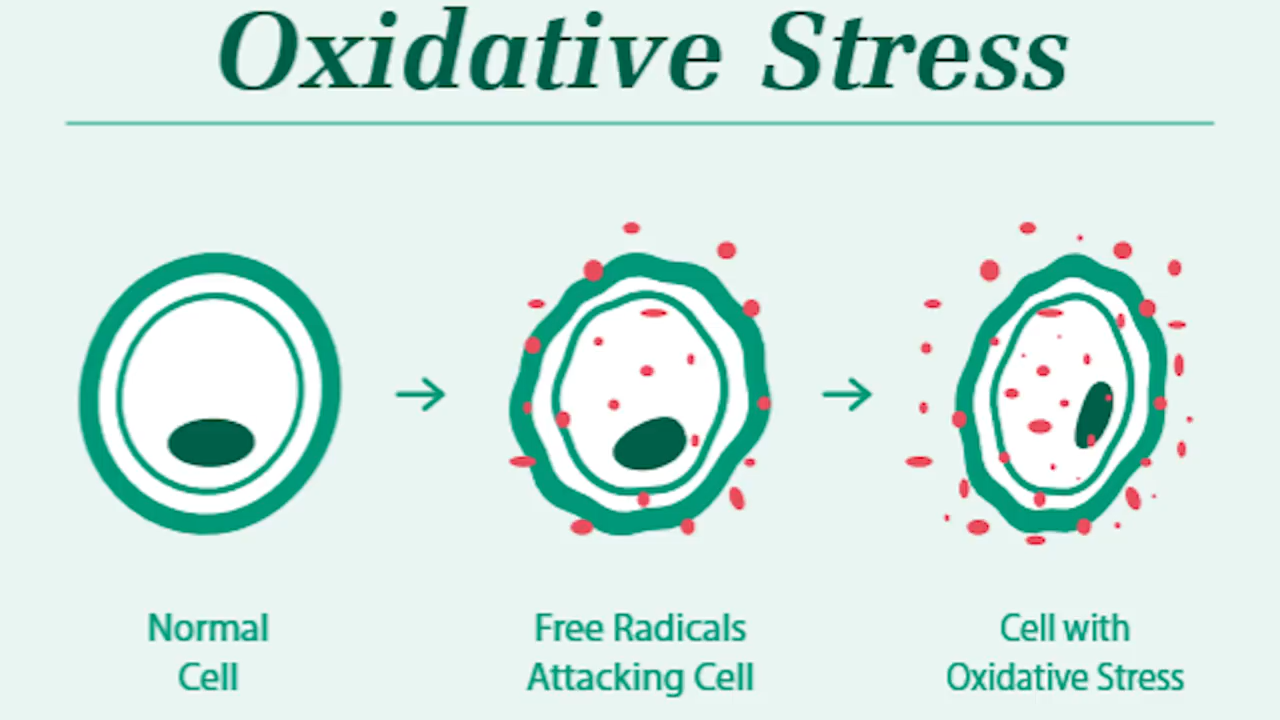 Oxidative Stress
Normal
Cell
Free Radicals
Attacking Cell
Cell with
Oxidative Stress